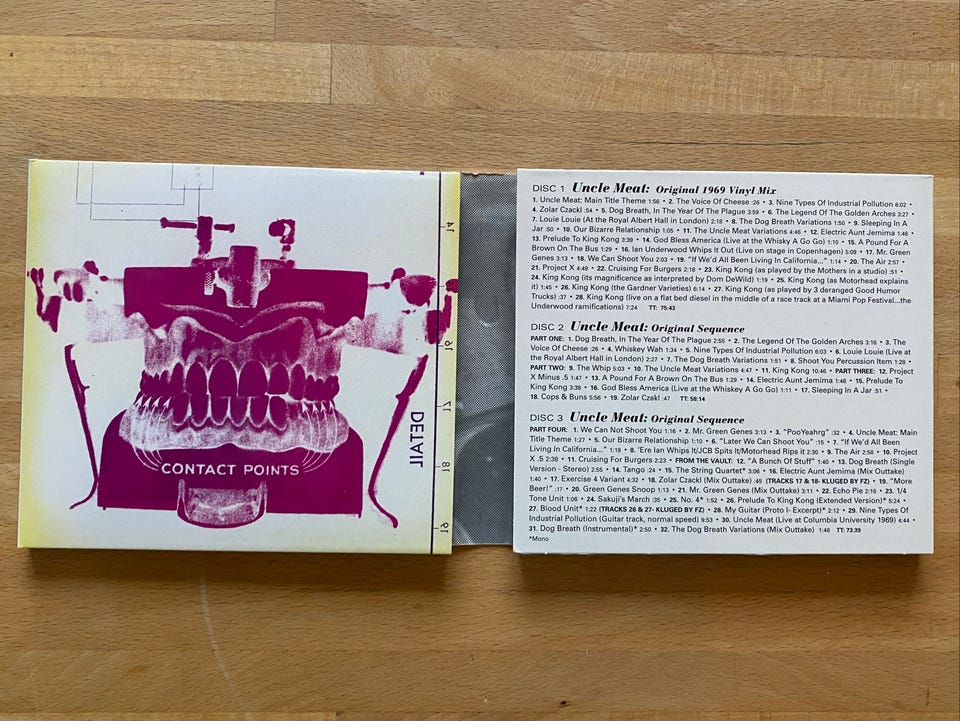 14
16
17
18
19
DETAIL
CONTACT POINTS
DISC 1 Uncle Meat: Original 1969 Vinyl Mix
1. Uncle Meat: Main Title Theme 1:56 • 2. The Voice Of Cheese :26 • 3. Nine Types Of Industrial Pollution 6:02 •
4. Zolar Czackl :54 • 5. Dog Breath, In The Year Of The Plague 3:59 • 6. The Legend Of The Golden Arches 3:27 •
7. Louie Louie (At the Royal Albert Hall in London) 2:18 • 8. The Dog Breath Variations 1:50 • 9. Sleeping In A
Jar :50 • 10. Our Bizarre Relationship 1:05 • 11. The Uncle Meat Variations 4:46 • 12. Electric Aunt Jemima 1:46 •
13. Prelude To King Kong 3:39 • 14. God Bless America (Live at the Whisky A Go Go) 1:10 • 15. A Pound For A
Brown On The Bus 1:29 • 16. Ian Underwood Whips It Out (Live on stage in Copenhagen) 5:09 • 17. Mr. Green
Genes 3:13 • 18. We Can Shoot You 2:03 • 19. "If We'd All Been Living In California..." 1:14 • 20. The Air 2:57 •
21. Project X 4:49 • 22. Cruising For Burgers 2:18 • 23. King Kong (as played by the Mothers in a studio) :51 •
24. King Kong (its magnificence as interpreted by Dom DeWild) 1:19 • 25. King Kong (as Motorhead explains
it) 1:45 • 26. King Kong (the Gardner Varieties) 6:14 • 27. King Kong (as played by 3 deranged Good Humor
Trucks) :37 • 28. King Kong (live on a flat bed diesel in the middle of a race track at a Miami Pop Festival...the
Underwood ramifications) 7:24 TT: 75:43
DISC 2 Uncle Meat: Original Sequence
PART ONE: 1. Dog Breath, In The Year Of The Plague 2:55 • 2. The Legend Of The Golden Arches 3:16 • 3. The
Voice Of Cheese :26 • 4. Whiskey Wah 1:34 • 5. Nine Types Of Industrial Pollution 6:03 • 6. Louie Louie (Live at
the Royal Albert Hall in London) 2:27 • 7. The Dog Breath Variations 1:51 • 8. Shoot You Percussion Item 1:28 •
PART TWO: 9. The Whip 5:03 • 10. The Uncle Meat Variations 4:47 • 11. King Kong 10:46 • PART THREE: 12. Project
X Minus .5 1:47 • 13. A Pound For A Brown On The Bus 1:29 • 14. Electric Aunt Jemima 1:46 • 15. Prelude To
King Kong 3:39 • 16. God Bless America (Live at the Whiskey A Go Go) 1:11 • 17. Sleeping In A Jar :51 •
18. Cops & Buns 5:56 • 19. Zolar Czakl :47 TT: 58:14
DISC 3 Uncle Meat: Original Sequence
PART FOUR: 1. We Can Not Shoot You 1:16 • 2. Mr. Green Genes 3:13 • 3. "PooYeahrg" :32 • 4. Uncle Meat: Main
Title Theme 1:27 • 5. Our Bizarre Relationship 1:10 • 6. "Later We Can Shoot You" :15 • 7. "If We'd All Been
Living In California..." 1:19 • 8. 'Ere Ian Whips It/JCB Spits It/Motorhead Rips it 2:30 • 9. The Air 2:58 • 10. Project
X .5 2:38 • 11. Cruising For Burgers 2:23 • FROM THE VAULT: 12. "A Bunch Of Stuff" 1:40 • 13. Dog Breath (Single
Version - Stereo) 2:55 • 14. Tango :24 • 15. The String Quartet* 3:06 • 16. Electric Aunt Jemima (Mix Outtake)
1:40 • 17. Exercise 4 Variant 4:32 • 18. Zolar Czackl (Mix Outtake) :45 (TRACKS 17 & 18- KLUGED BY FZ) • 19. "More
Beer!" :17 • 20. Green Genes Snoop 1:13 • 21. Mr. Green Genes (Mix Outtake) 3:11 • 22. Echo Pie 2:16 • 23. 1/4
Tone Unit 1:06 • 24. Sakuji's March :35 • 25. No. 4* 1:52 • 26. Prelude To King Kong (Extended Version)* 5:24 •
27. Blood Unit* 1:22 (TRACKS 26 & 27- KLUGED BY FZ) • 28. My Guitar (Proto I- Excerpt)* 2:12 • 29. Nine Types Of
Industrial Pollution (Guitar track, normal speed) 9:53 • 30. Uncle Meat (Live at Columbia University 1969) 4:44 •
31. Dog Breath (Instrumental)* 2:50 • 32. The Dog Breath Variations (Mix Outtake) 1:46 TT: 73:39
*Mono